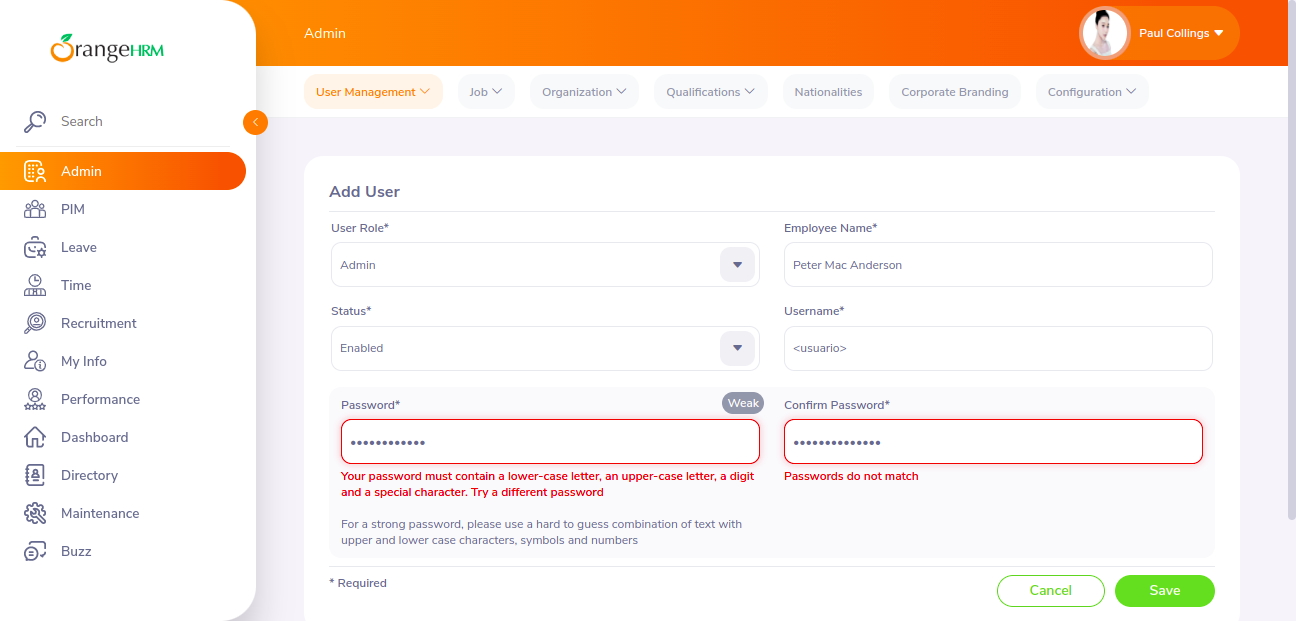 OrangeHRM
Admin
Paul Collings
User Management
Job
Organization
Qualifications
Nationalities
Corporate Branding
Configuration
Search
Admin
PIM
Leave
Time
Recruitment
My Info
Performance
Dashboard
Directory
Maintenance
Buzz
Add User
User Role*
Employee Name*
Admin
Peter Mac Anderson
Status*
Username*
Enabled
<usuario>
Password*
Weak
Confirm Password*
••••••••••••
••••••••••••••
Your password must contain a lower-case letter, an upper-case letter, a digit
and a special character. Try a different password
Passwords do not match
For a strong password, please use a hard to guess combination of text with
upper and lower case characters, symbols and numbers
* Required
Cancel
Save